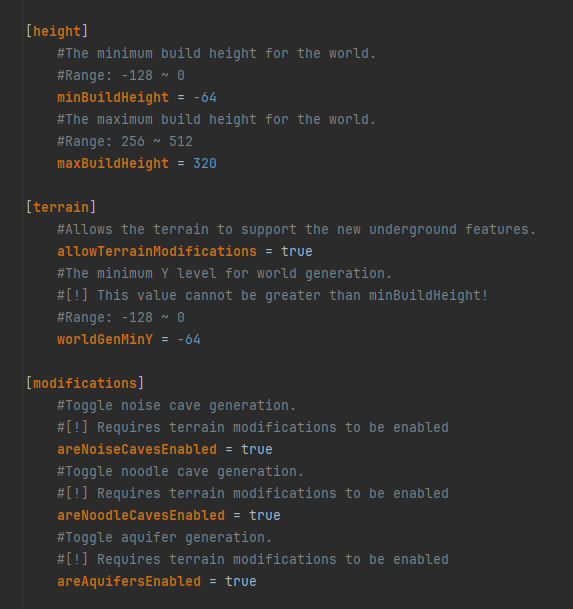 [height]
#The minimum build height for the world.
#Range: -128 ~ 0
minBuildHeight = -64
#The maximum build height for the world.
#Range: 256 ~ 512
maxBuildHeight = 320
[terrain]
#Allows the terrain to support the new underground features.
allowTerrainModifications = true
#The minimum Y level for world generation.
#[!] This value cannot be greater than minBuildHeight!
#Range: -128 ~ 0
worldGenMinY = -64
[modifications]
#Toggle noise cave generation.
#[!] Requires terrain modifications to be enabled
areNoiseCavesEnabled = true
#Toggle noodle cave generation.
#[!] Requires terrain modifications to be enabled
areNoodleCavesEnabled = true
#Toggle aquifer generation.
#[!] Requires terrain modifications to be enabled
areAquifersEnabled = true